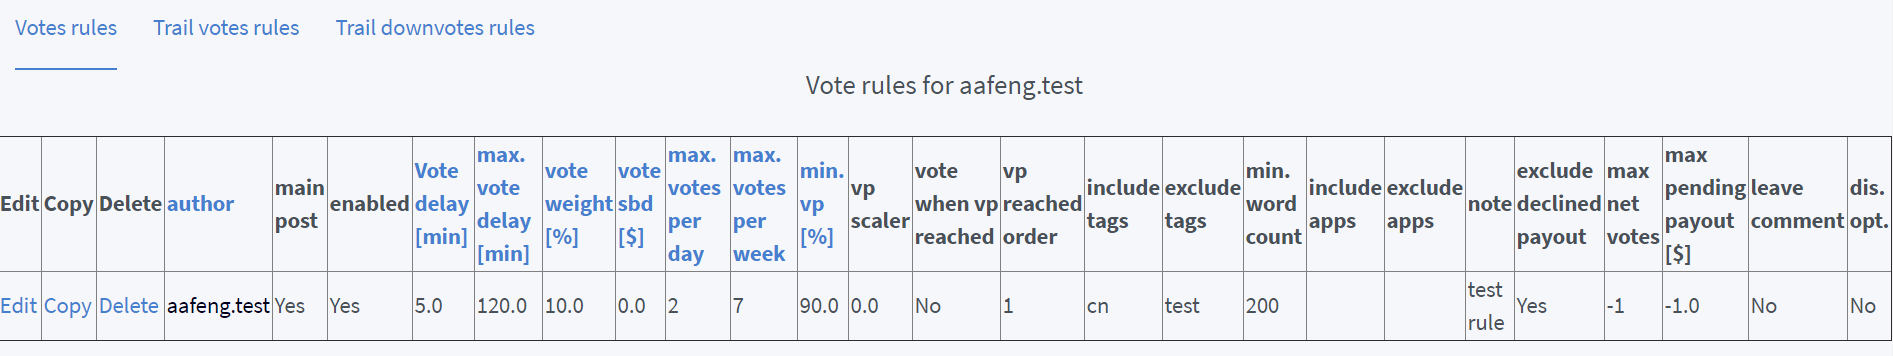 Votes rules Trail votes rules Trail downvotes rules
Vote rules for aafeng.test
Edit Copy Delete author main post enabled Vote delay [min] max. vote delay [min] vote weight [%] vote sbd [$] max. votes per day max. votes per week min. vp [%] vp scaler vote when vp reached vp reached order include tags exclude tags min. word count include apps exclude apps note exclude declined payout max net votes max pending payout [$] leave comment dis. opt.
Edit Copy Delete aafeng.test Yes Yes 5.0 120.0 10.0 0.0 2 7 90.0 0.0 No 1 cn test 200 test rule Yes -1 -1.0 No No